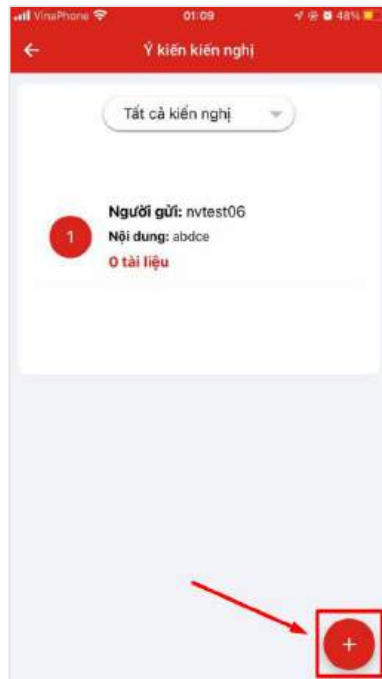 VinaPhone 01:09 48%
Ý kiến kiến nghị
Tất cả kiến nghị
Người gửi: nvtest06
1
Nội dung: abdce
0 tài liệu
+